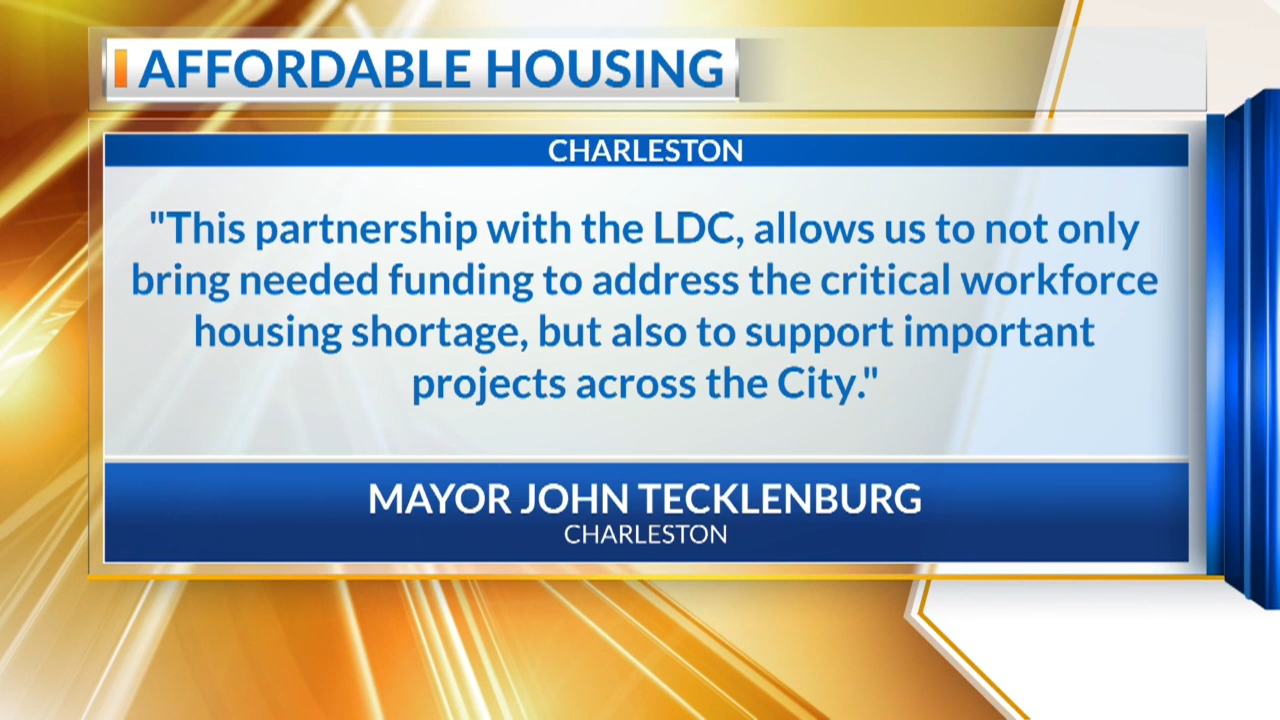 AFFORDABLE HOUSING
CHARLESTON
"This partnership with the LDC, allows us to not only
bring needed funding to address the critical workforce
housing shortage, but also to support important
projects across the City."
MAYOR JOHN TECKLENBURG
CHARLESTON